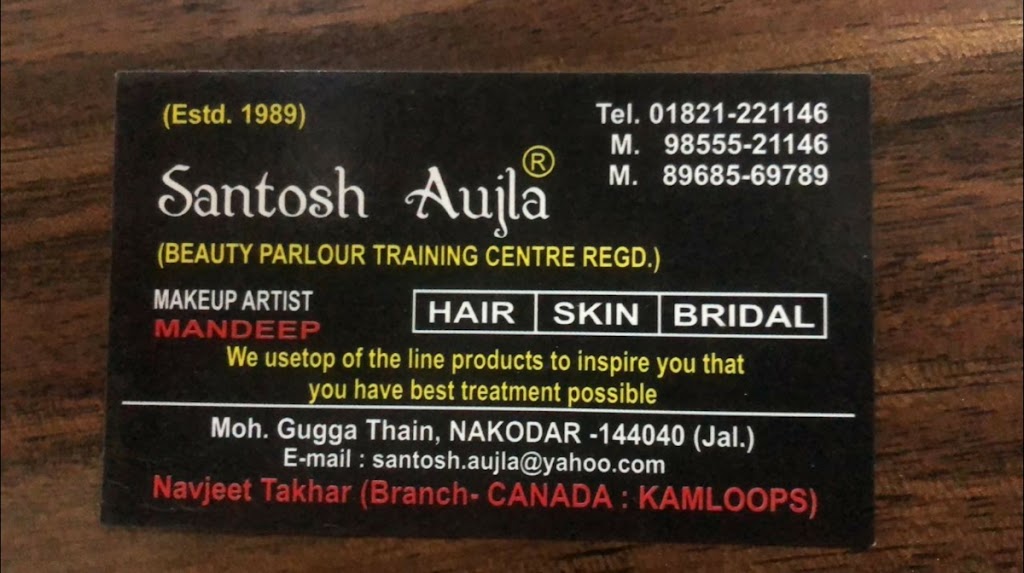 (Estd. 1989)
Tel. 01821-221146
M. 98555-21146
M. 89685-69789
Santosh Aujla®
(BEAUTY PARLOUR TRAINING CENTRE REGD.)
MAKEUP ARTIST
MANDEEP
HAIR SKIN BRIDAL
We usetop of the line products to inspire you that
you have best treatment possible
Moh. Gugga Thain, NAKODAR -144040 (Jal.)
E-mail : santosh.aujla@yahoo.com
Navjeet Takhar (Branch- CANADA : KAMLOOPS)